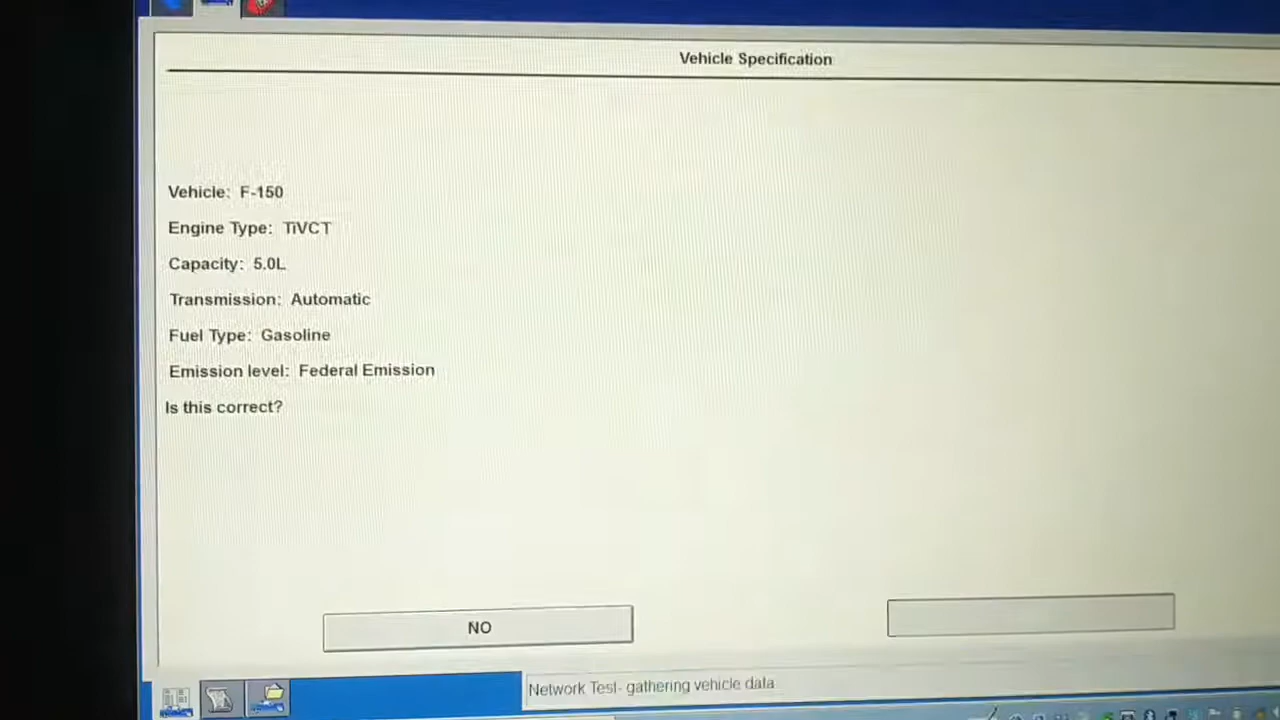 Vehicle Specification
Vehicle: F-150
Engine Type: TiVCT
Capacity: 5.0L
Transmission: Automatic
Fuel Type: Gasoline
Emission level: Federal Emission
Is this correct?
NO
Network Test- gathering vehicle data